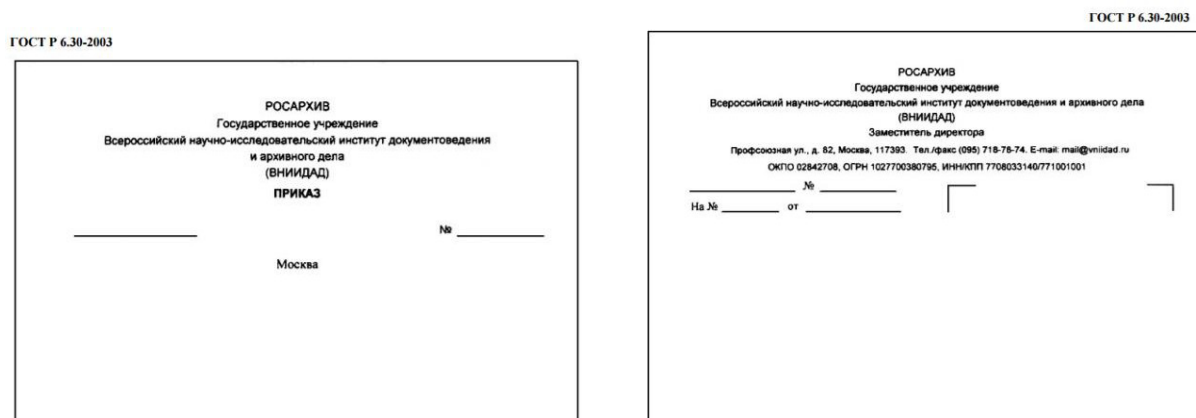 ГОСТ Р 6.30-2003
РОСАРХИВ
Государственное учреждение
Всероссийский научно-исследовательский институт документоведения
и архивного дела
(ВНИИДАД)
ПРИКАЗ
№
Москва
ГОСТ Р 6.30-2003
РОСАРХИВ
Государственное учреждение
Всероссийский научно-исследовательский институт документоведения и архивного дела
(ВНИИДАД)
Заместитель директора
Профсоюзная ул., д. 82, Москва, 117393. Тел./факс (095) 718-78-74. E-mail: mail@vniidad.ru
ОКПО 02842708, ОГРН 1027700380795, ИНН/КПП 7708033140/771001001
№
На № от